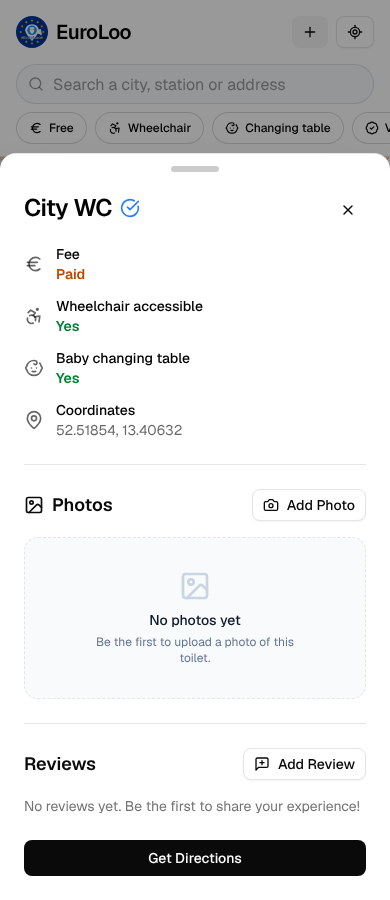 EuroLoo
Search a city, station or address
Free
Wheelchair
Changing table
City WC
Fee
Paid
Wheelchair accessible
Yes
Baby changing table
Yes
Coordinates
52.51854, 13.40632
Photos
Add Photo
No photos yet
Be the first to upload a photo of this
toilet.
Reviews
Add Review
No reviews yet. Be the first to share your experience!
Get Directions